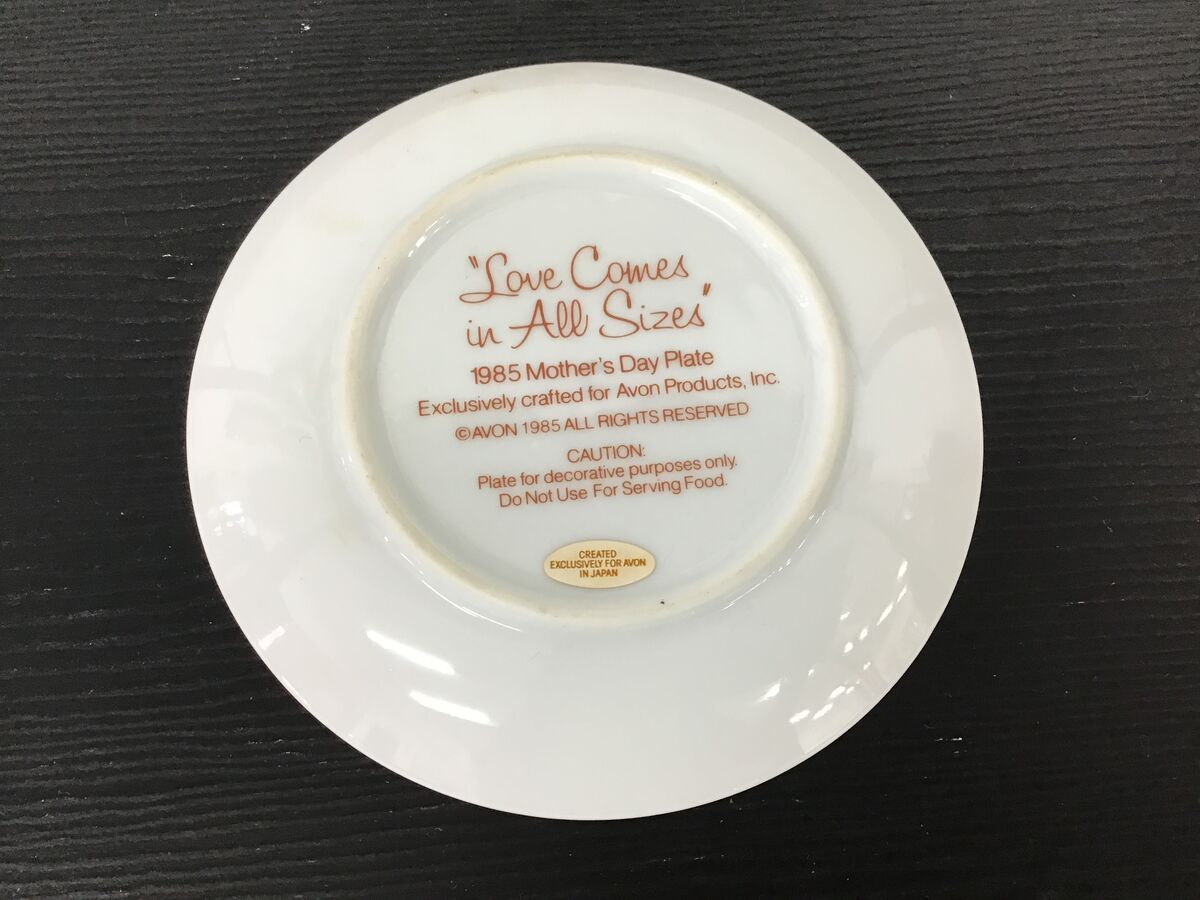 "Love Comes
in All Sizes"
1985 Mother's Day Plate
Exclusively crafted for Avon Products, Inc.
©AVON 1985 ALL RIGHTS RESERVED
CAUTION:
Plate for decorative purposes only.
Do Not Use For Serving Food.
CREATED
EXCLUSIVELY FOR AVON
IN JAPAN